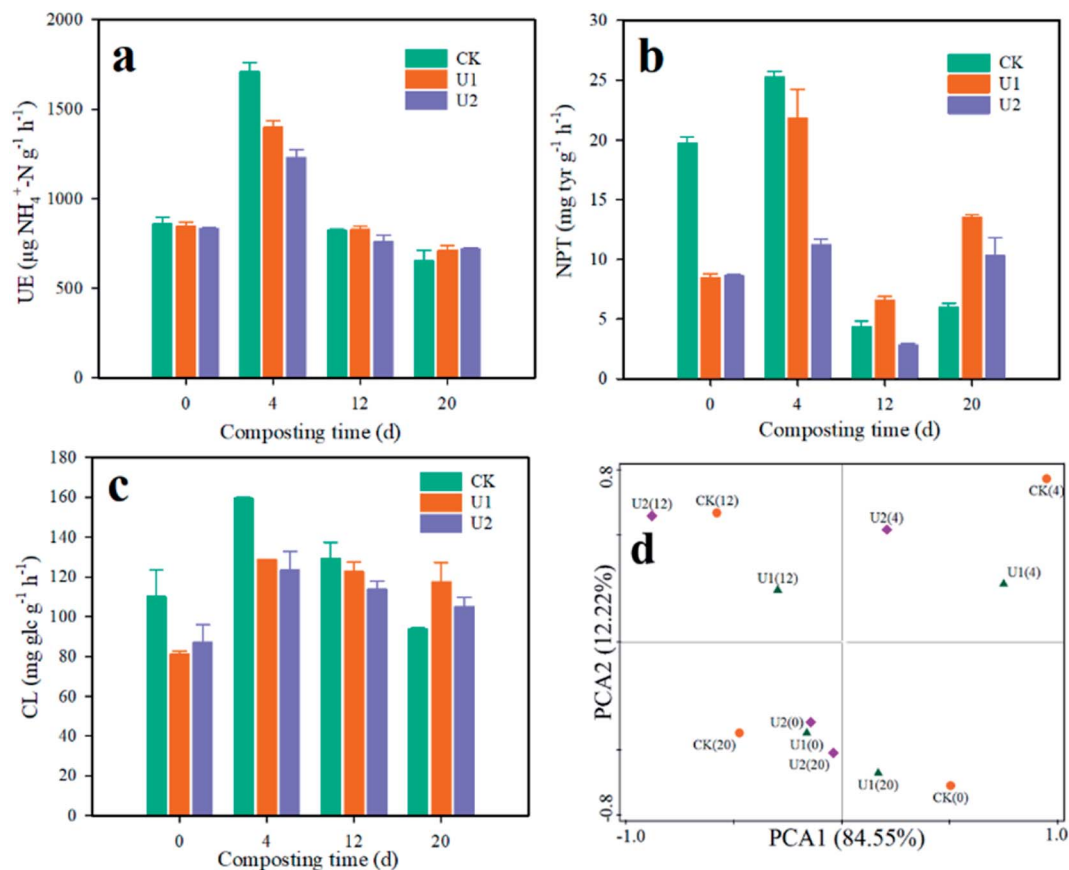 a
2000
1500
1000
500
0
UE (μg NH₄⁺-N g⁻¹ h⁻¹)
CK
U1
U2
0 4 12 20
Composting time (d)
b
30
25
20
15
10
5
0
NPT (mg tyr g⁻¹ h⁻¹)
CK
U1
U2
0 4 12 20
Composting time (d)
c
180
160
140
120
100
80
60
40
20
0
CL (mg glc g⁻¹ h⁻¹)
CK
U1
U2
0 4 12 20
Composting time (d)
d
0.8
-0.8
PCA2 (12.22%)
U2(12)
CK(12)
CK(4)
U2(4)
U1(12)
U1(4)
U2(0)
CK(20)
U1(0)
U2(20)
U1(20)
CK(0)
-1.0 1.0
PCA1 (84.55%)